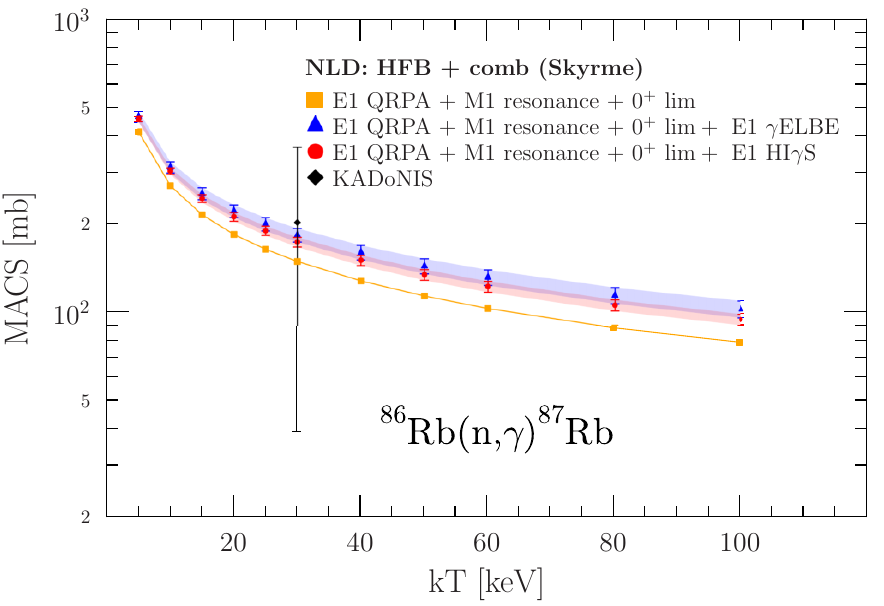 10³
5
2
10²
5
2
MACS [mb]
NLD: HFB + comb (Skyrme)
E1 QRPA + M1 resonance + 0⁺ lim
E1 QRPA + M1 resonance + 0⁺ lim + E1 γELBE
E1 QRPA + M1 resonance + 0⁺ lim + E1 HIγS
KADoNIS
⁸⁶Rb(n,γ)⁸⁷Rb
20 40 60 80 100
kT [keV]